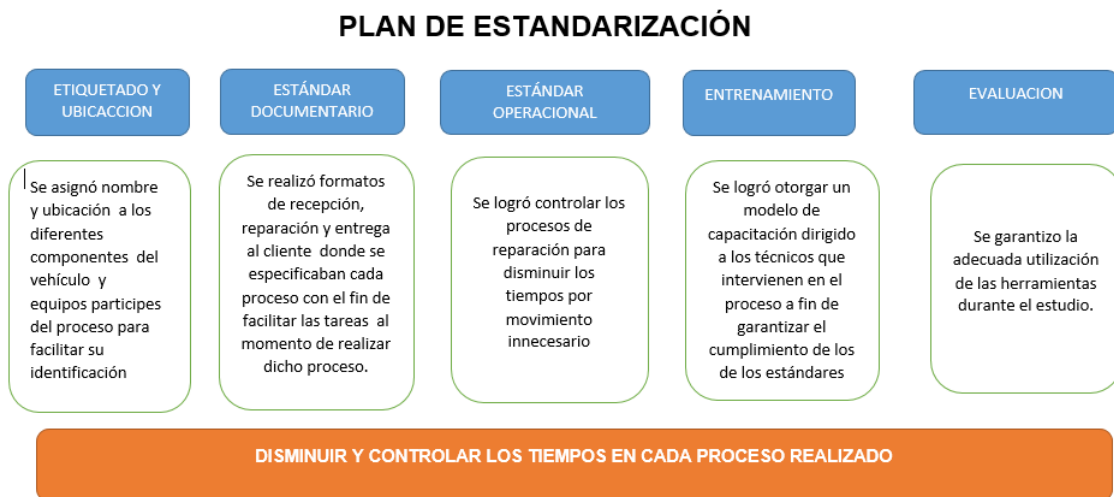 PLAN DE ESTANDARIZACIÓN
ETIQUETADO Y
UBICACCION
Se asignó nombre
y ubicación a los
diferentes
componentes del
vehículo y
equipos participes
del proceso para
facilitar su
identificación
ESTÁNDAR
DOCUMENTARIO
Se realizó formatos
de recepción,
reparación y entrega
al cliente donde se
especificaban cada
proceso con el fin de
facilitar las tareas al
momento de realizar
dicho proceso.
ESTÁNDAR
OPERACIONAL
Se logró controlar los
procesos de
reparación para
disminuir los
tiempos por
movimiento
innecesario
ENTRENAMIENTO
Se logró otorgar un
modelo de
capacitación dirigido
a los técnicos que
intervienen en el
proceso a fin de
garantizar el
cumplimiento de los
de los estándares
EVALUACION
Se garantizo la
adecuada utilización
de las herramientas
durante el estudio.
DISMINUIR Y CONTROLAR LOS TIEMPOS EN CADA PROCESO REALIZADO